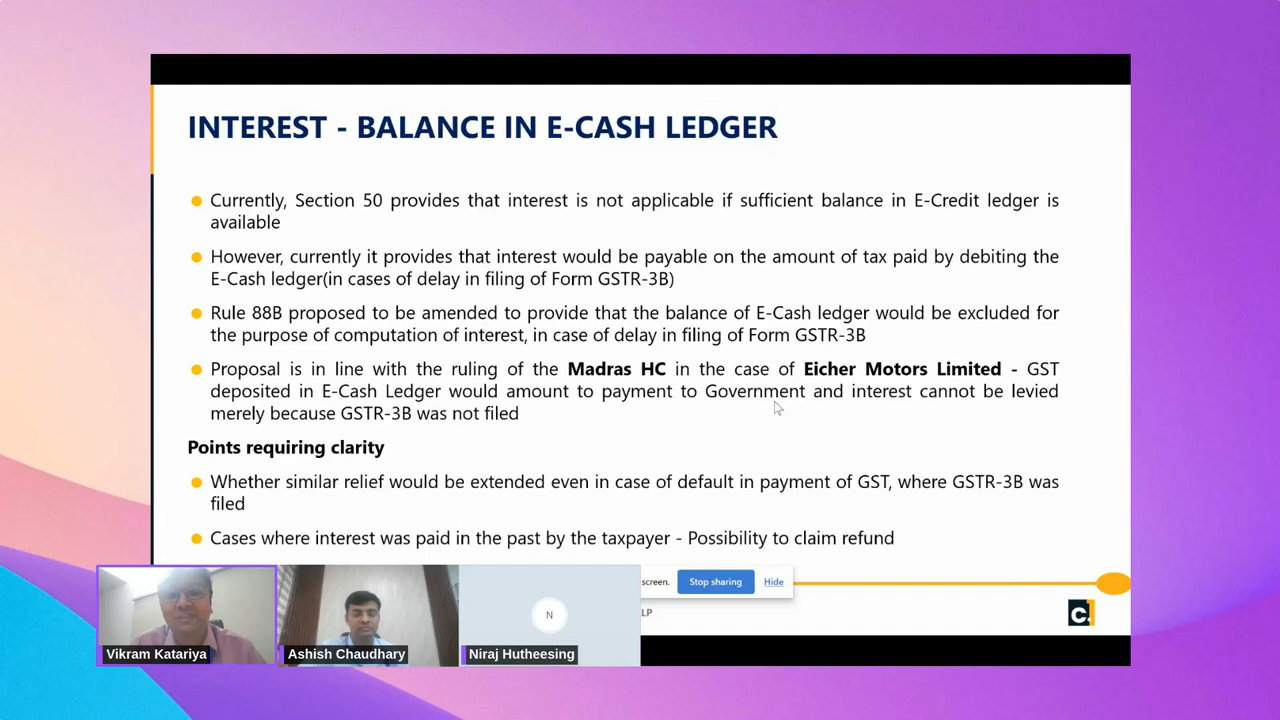 INTEREST - BALANCE IN E-CASH LEDGER
Currently, Section 50 provides that interest is not applicable if sufficient balance in E-Credit ledger is
available
However, currently it provides that interest would be payable on the amount of tax paid by debiting the
E-Cash ledger(in cases of delay in filing of Form GSTR-3B)
Rule 88B proposed to be amended to provide that the balance of E-Cash ledger would be excluded for
the purpose of computation of interest, in case of delay in filing of Form GSTR-3B
Proposal is in line with the ruling of the Madras HC in the case of Eicher Motors Limited - GST
deposited in E-Cash Ledger would amount to payment to Government and interest cannot be levied
merely because GSTR-3B was not filed
Points requiring clarity
Whether similar relief would be extended even in case of default in payment of GST, where GSTR-3B was
filed
Cases where interest was paid in the past by the taxpayer - Possibility to claim refund
screen. Stop sharing Hide
LP
c.
N
Vikram Katariya
Ashish Chaudhary
Niraj Hutheesing